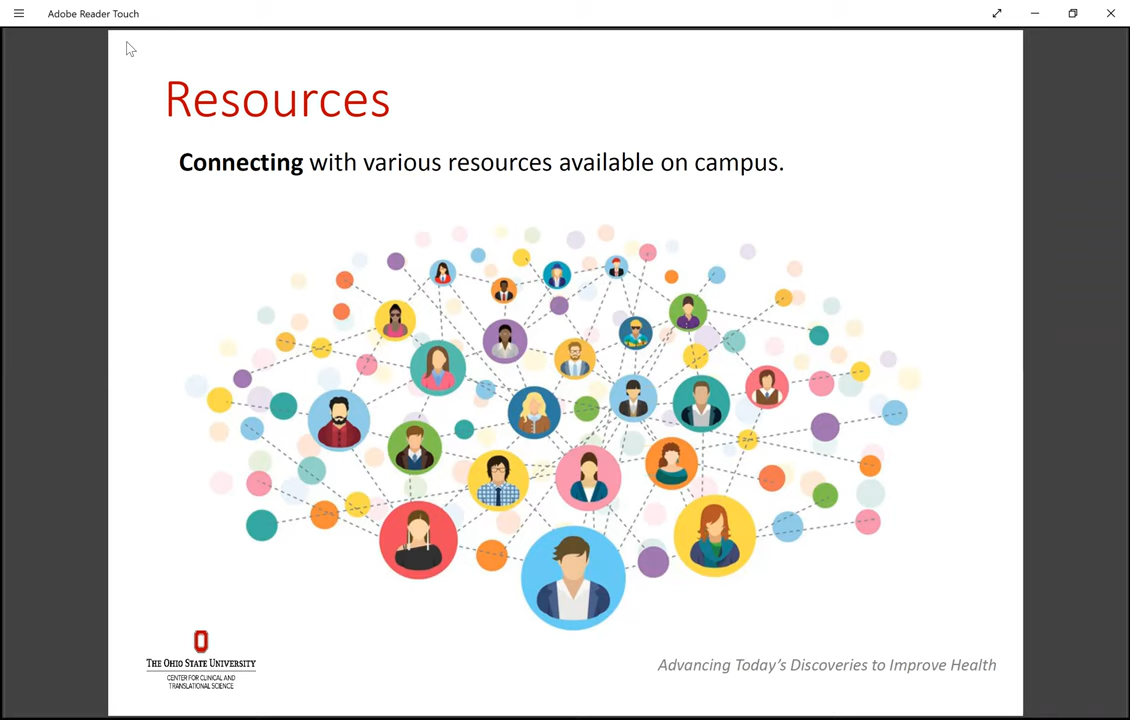 Adobe Reader Touch
Resources
Connecting with various resources available on campus.
THE OHIO STATE UNIVERSITY
CENTER FOR CLINICAL AND
TRANSLATIONAL SCIENCE
Advancing Today's Discoveries to Improve Health